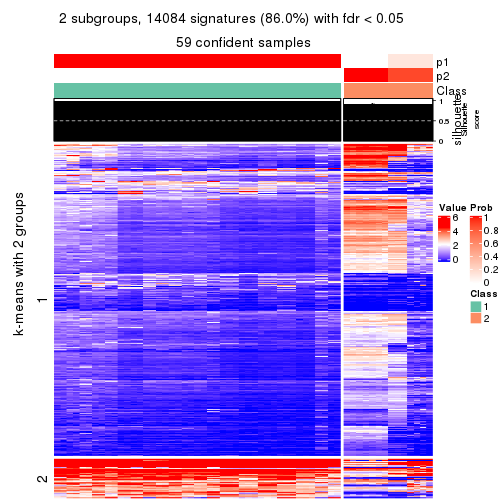 2 subgroups, 14084 signatures (86.0%) with fdr < 0.05
59 confident samples
p1
p2
Class
silhouette
Silhouette
score
1
0.5
0
k-means with 2 groups
1
2
Value
6
4
2
0
Prob
1
0.8
0.6
0.4
0.2
0
Class
1
2